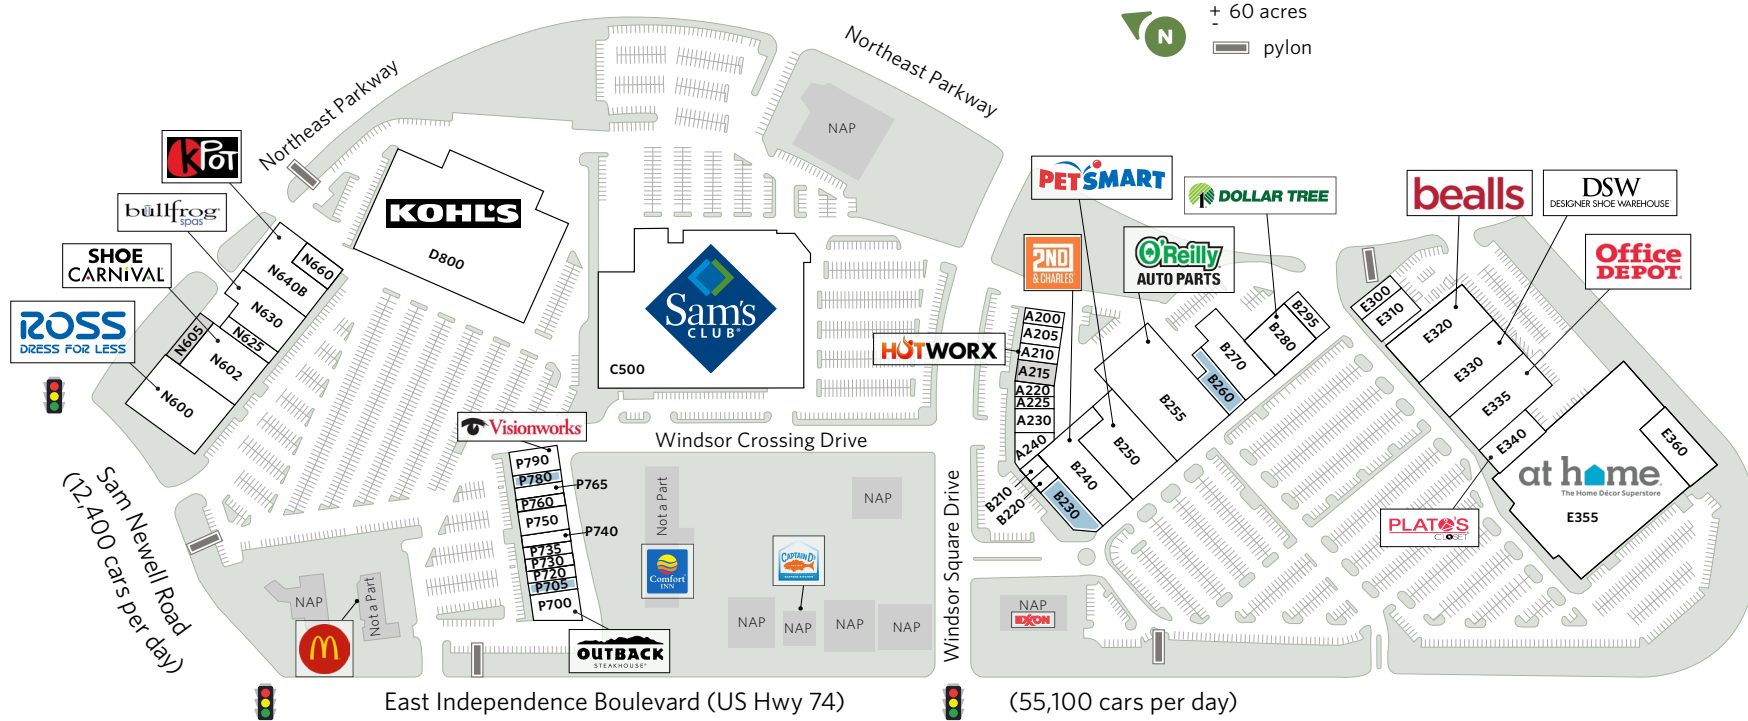 +
-
60 acres
N
pylon
Northeast Parkway
Northeast Parkway
NAP
KPOT
bullfrog
spas
SHOE
CARNIVAL
ROSS
DRESS FOR LESS
N660
N640B
N630
N625
N605
N602
N600
KOHL'S
D800
Sam's
CLUB
C500
PETSMART
DOLLAR TREE
2ND
& CHARLES
O'Reilly
AUTO PARTS
HOTWORX
A200
A205
A210
A215
A220
A225
A230
A240
B210
B220
B230
B240
B250
B255
B260
B270
B280
B295
bealls
DSW
DESIGNER SHOE WAREHOUSE
Office
DEPOT
E300
E310
E320
E330
E335
E340
E360
at home
The Home Décor Superstore
E355
PLATO'S
CLOSET
Visionworks
Windsor Crossing Drive
P790
P780
P765
P760
P750
P740
P735
P730
P720
P705
P700
OUTBACK
STEAKHOUSE
Not a Part
Comfort
INN
NAP
CAPTAIN D's
NAP
NAP
NAP
NAP
Windsor Square Drive
NAP
EXXON
Sam Newell Road
(12,400 cars per day)
NAP
Not a Part
M
East Independence Boulevard (US Hwy 74)
(55,100 cars per day)